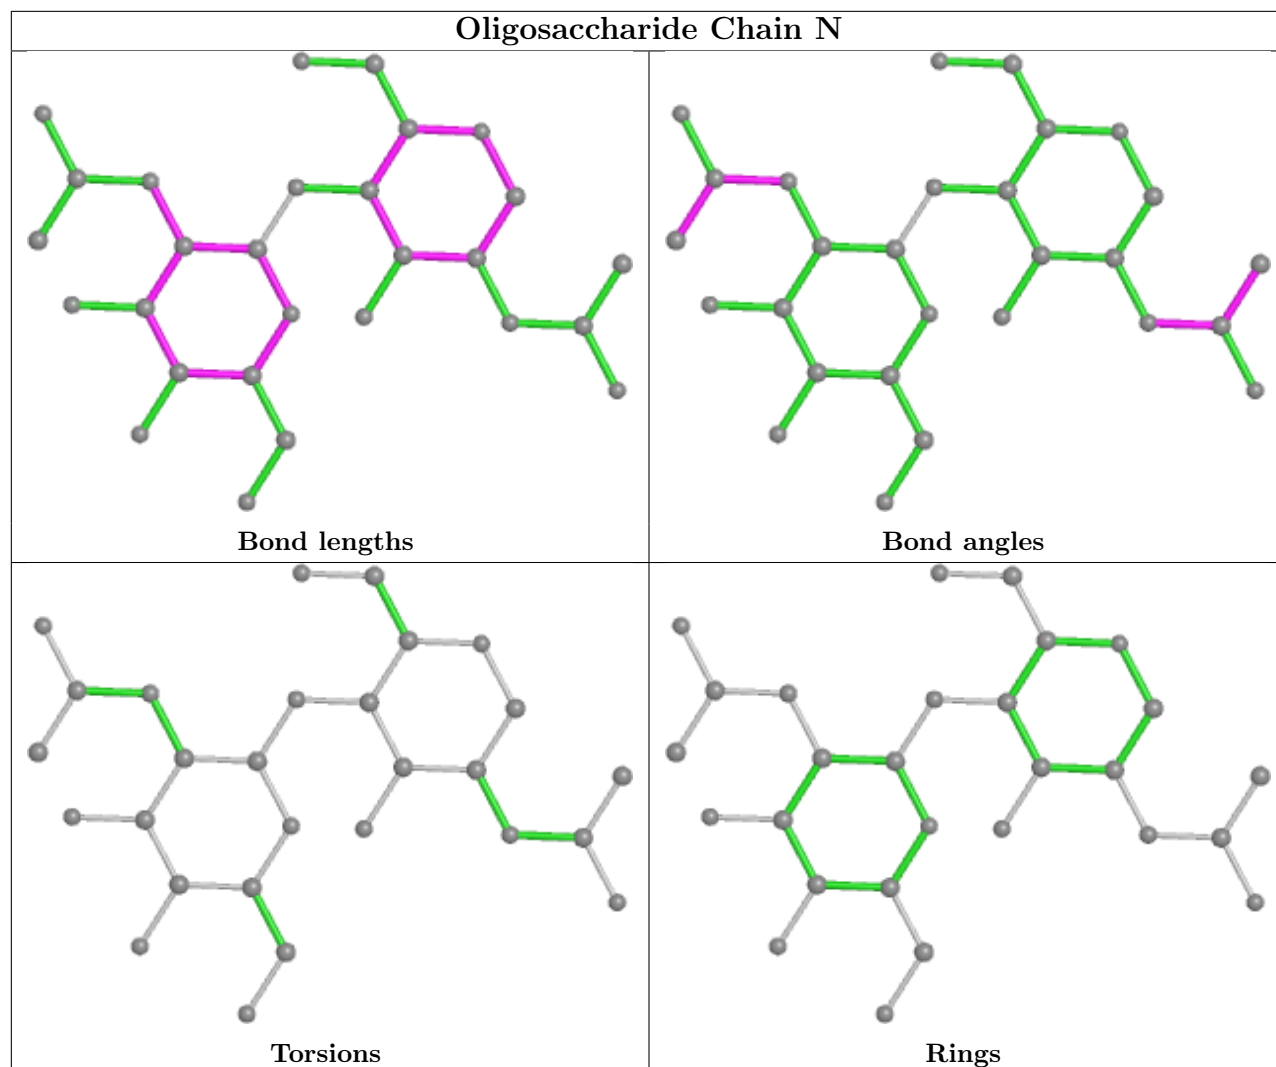 Oligosaccharide Chain N
Bond lengths
Bond angles
Torsions
Rings